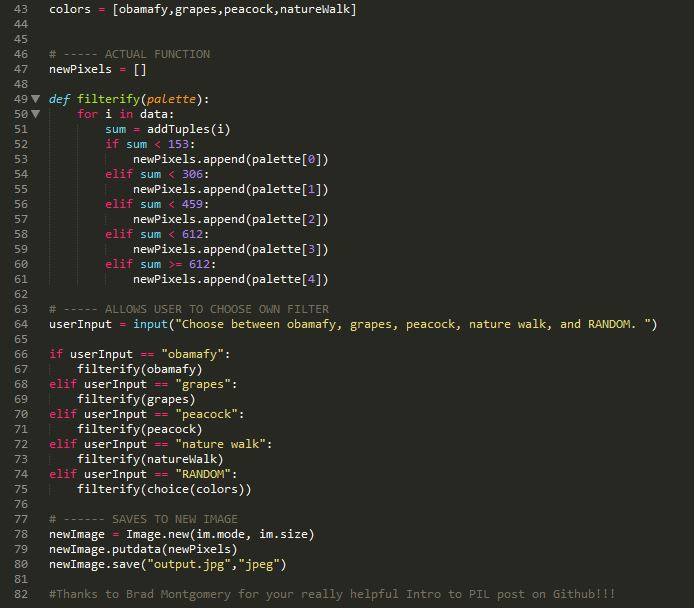 43 colors = [obamafy,grapes,peacock,natureWalk]
44
45
46 # ----- ACTUAL FUNCTION
47 newPixels = []
48
49 def filterify(palette):
50     for i in data:
51         sum = addTuples(i)
52         if sum < 153:
53             newPixels.append(palette[0])
54         elif sum < 306:
55             newPixels.append(palette[1])
56         elif sum < 459:
57             newPixels.append(palette[2])
58         elif sum < 612:
59             newPixels.append(palette[3])
60         elif sum >= 612:
61             newPixels.append(palette[4])
62
63 # ----- ALLOWS USER TO CHOOSE OWN FILTER
64 userInput = input("Choose between obamafy, grapes, peacock, nature walk, and RANDOM. ")
65
66 if userInput == "obamafy":
67     filterify(obamafy)
68 elif userInput == "grapes":
69     filterify(grapes)
70 elif userInput == "peacock":
71     filterify(peacock)
72 elif userInput == "nature walk":
73     filterify(natureWalk)
74 elif userInput == "RANDOM":
75     filterify(choice(colors))
76
77 # ------ SAVES TO NEW IMAGE
78 newImage = Image.new(im.mode, im.size)
79 newImage.putdata(newPixels)
80 newImage.save("output.jpg","jpeg")
81
82 #Thanks to Brad Montgomery for your really helpful Intro to PIL post on Github!!!